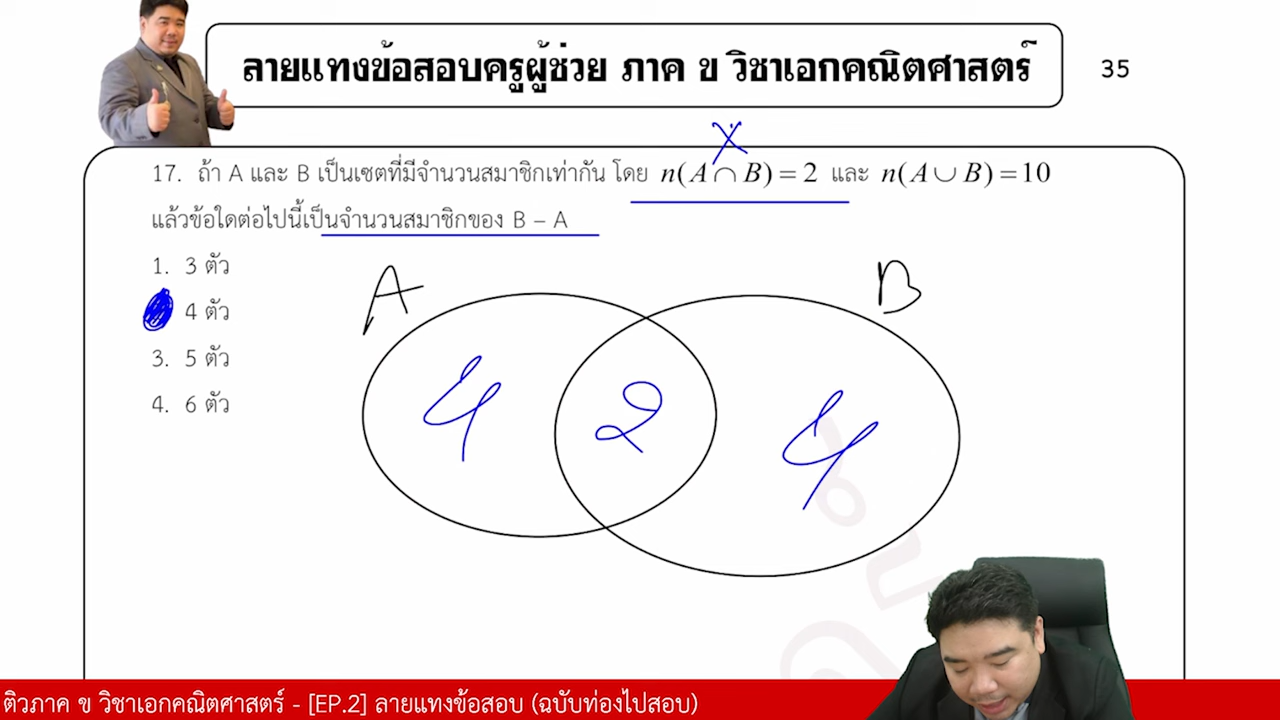 ลายแทงข้อสอบครูผู้ช่วย ภาค ข วิชาเอกคณิตศาสตร์
35
17. ถ้า A และ B เป็นเซตที่มีจำนวนสมาชิกเท่ากัน โดย n(A ∩ B) = 2 และ n(A ∪ B) = 10
แล้วข้อใดต่อไปนี้เป็นจำนวนสมาชิกของ B – A
1. 3 ตัว
4 ตัว
3. 5 ตัว
4. 6 ตัว
A
B
4
2
4
ติวภาค ข วิชาเอกคณิตศาสตร์ - [EP.2] ลายแทงข้อสอบ (ฉบับท่องไปสอบ)